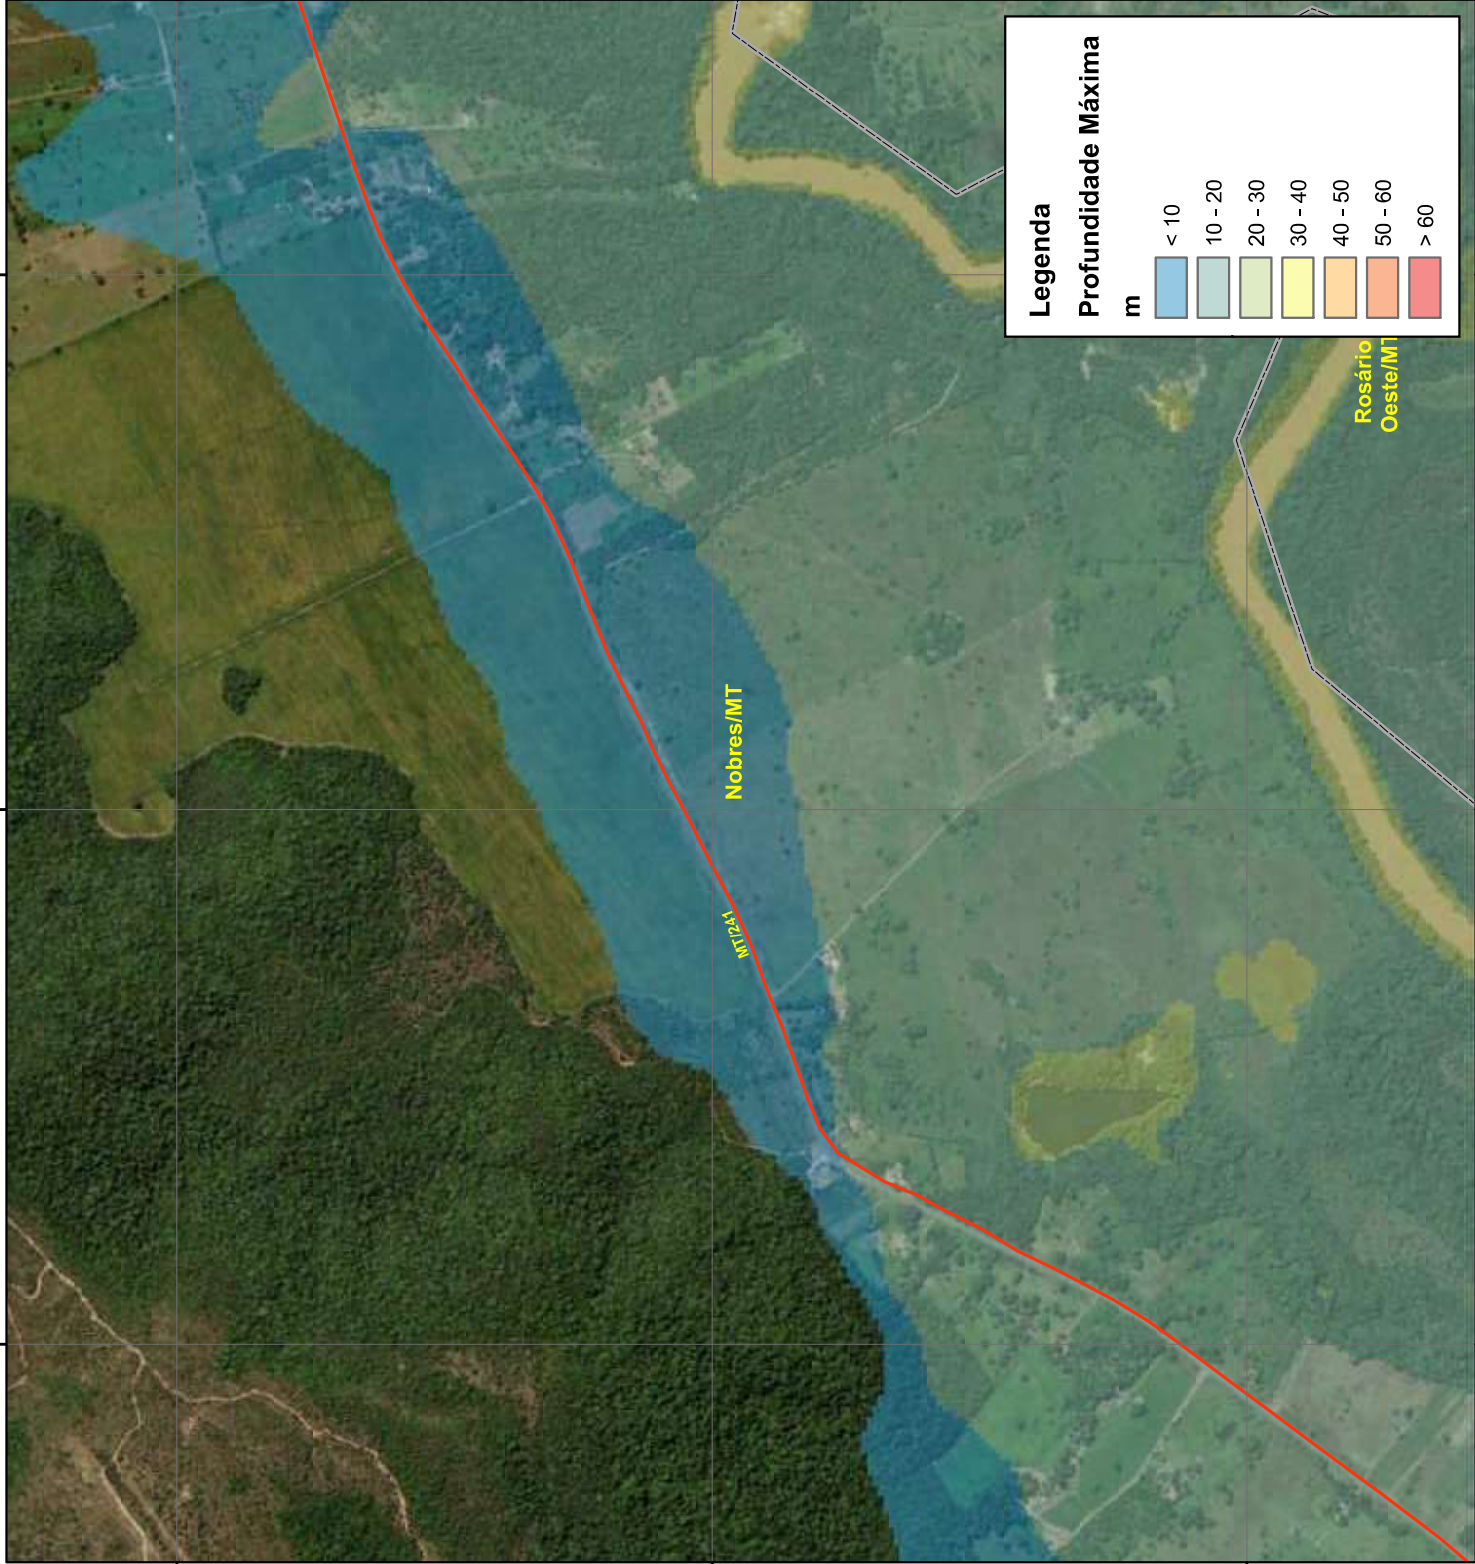 Legenda
Profundidade Máxima
m
< 10
10 - 20
20 - 30
30 - 40
40 - 50
50 - 60
> 60
Nobres/MT
MT/241
Rosário
Oeste/MT